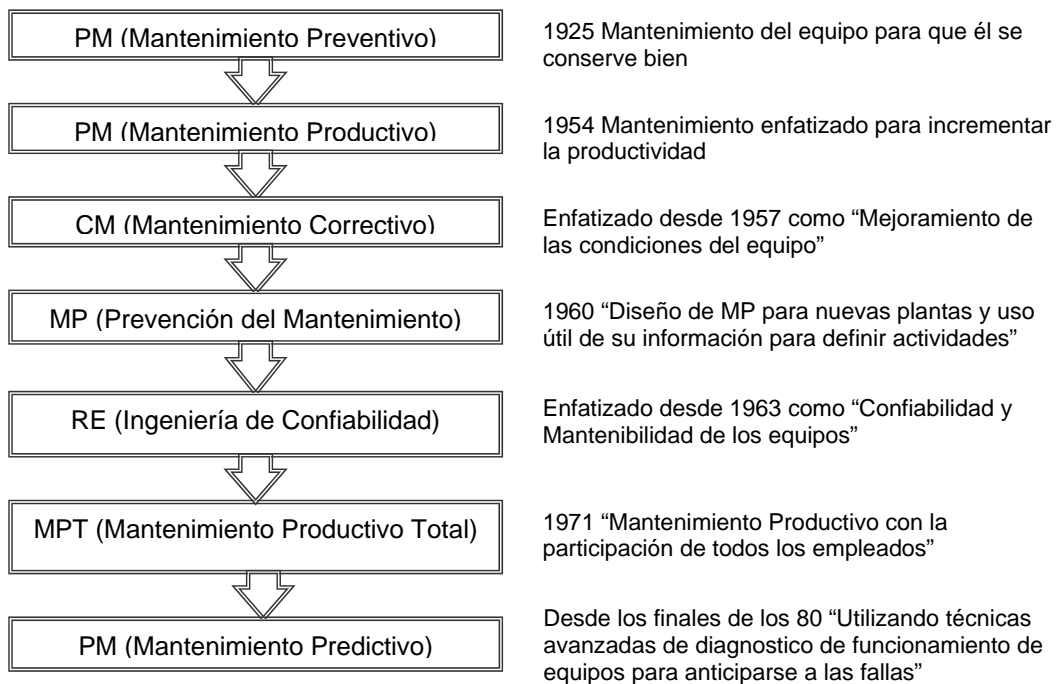 PM (Mantenimiento Preventivo)
1925 Mantenimiento del equipo para que él se
conserve bien
PM (Mantenimiento Productivo)
1954 Mantenimiento enfatizado para incrementar
la productividad
CM (Mantenimiento Correctivo)
Enfatizado desde 1957 como “Mejoramiento de
las condiciones del equipo”
MP (Prevención del Mantenimiento)
1960 “Diseño de MP para nuevas plantas y uso
útil de su información para definir actividades”
RE (Ingeniería de Confiabilidad)
Enfatizado desde 1963 como “Confiabilidad y
Mantenibilidad de los equipos”
MPT (Mantenimiento Productivo Total)
1971 “Mantenimiento Productivo con la
participación de todos los empleados”
PM (Mantenimiento Predictivo)
Desde los finales de los 80 “Utilizando técnicas
avanzadas de diagnostico de funcionamiento de
equipos para anticiparse a las fallas”